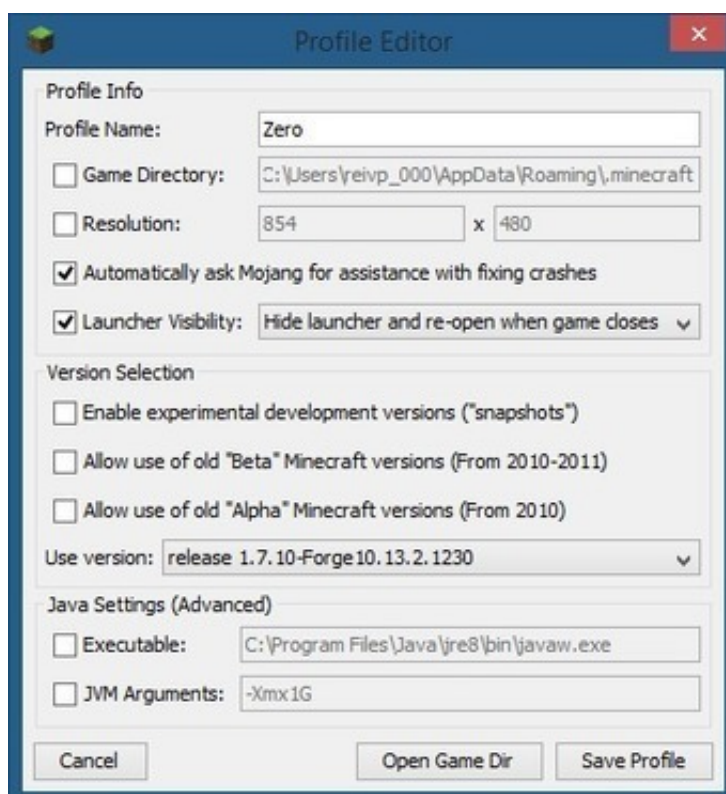 Profile Editor
Profile Info
Profile Name: Zero
Game Directory: C:\Users\reivp_000\AppData\Roaming\.minecraft
Resolution: 854 x 480
Automatically ask Mojang for assistance with fixing crashes
Launcher Visibility: Hide launcher and re-open when game closes
Version Selection
Enable experimental development versions ("snapshots")
Allow use of old "Beta" Minecraft versions (From 2010-2011)
Allow use of old "Alpha" Minecraft versions (From 2010)
Use version: release 1.7.10-Forge10.13.2.1230
Java Settings (Advanced)
Executable: C:\Program Files\Java\jre8\bin\javaw.exe
JVM Arguments: -Xmx1G
Cancel Open Game Dir Save Profile